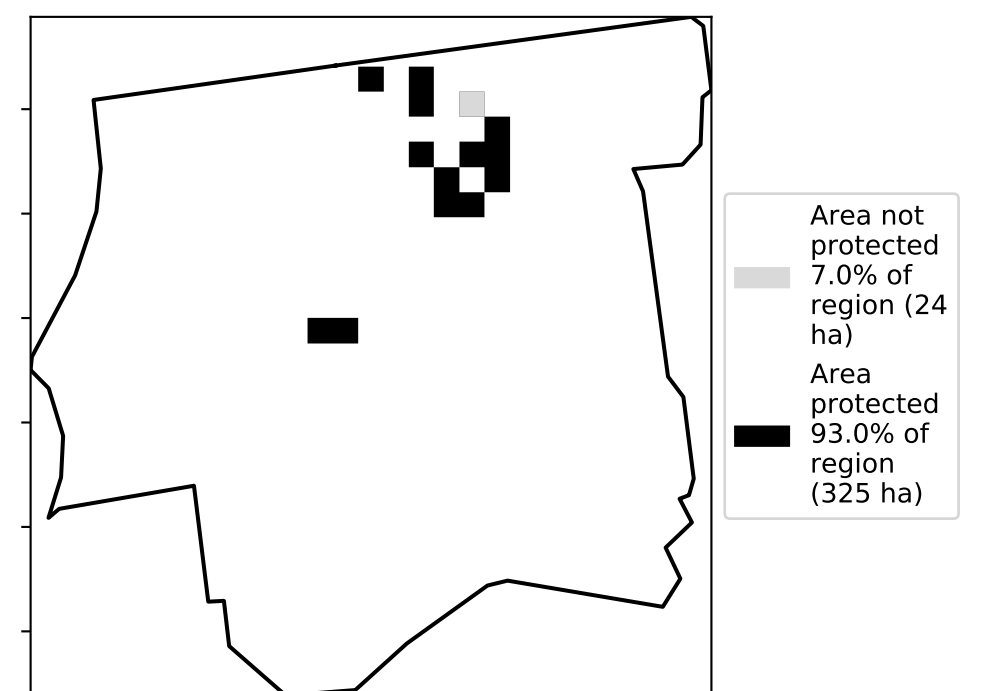 Area not
protected
7.0% of
region (24
ha)
Area
protected
93.0% of
region
(325 ha)